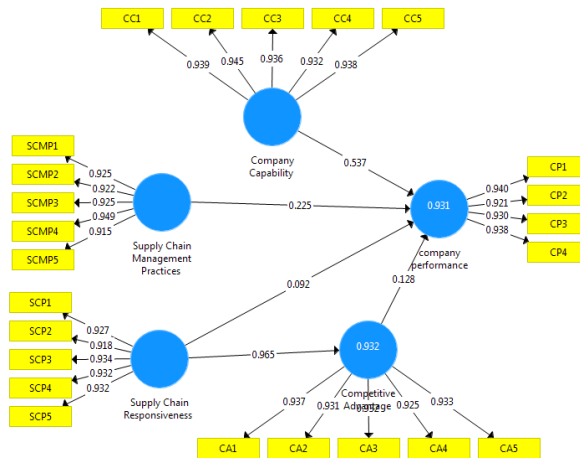 CC1 CC2 CC3 CC4 CC5
0.939 0.945 0.936 0.932 0.938
Company
Capability
0.537
SCMP1
SCMP2
SCMP3
SCMP4
SCMP5
0.925
0.922
0.925
0.949
0.915
Supply Chain
Management
Practices
0.225
0.931
company
performance
0.940
0.921
0.930
0.938
CP1
CP2
CP3
CP4
0.092
0.128
SCP1
SCP2
SCP3
SCP4
SCP5
0.927
0.918
0.934
0.932
0.932
Supply Chain
Responsiveness
0.965
0.932
Competitive
Advantage
0.937 0.931 0.925 0.933
CA1 CA2 CA3 CA4 CA5